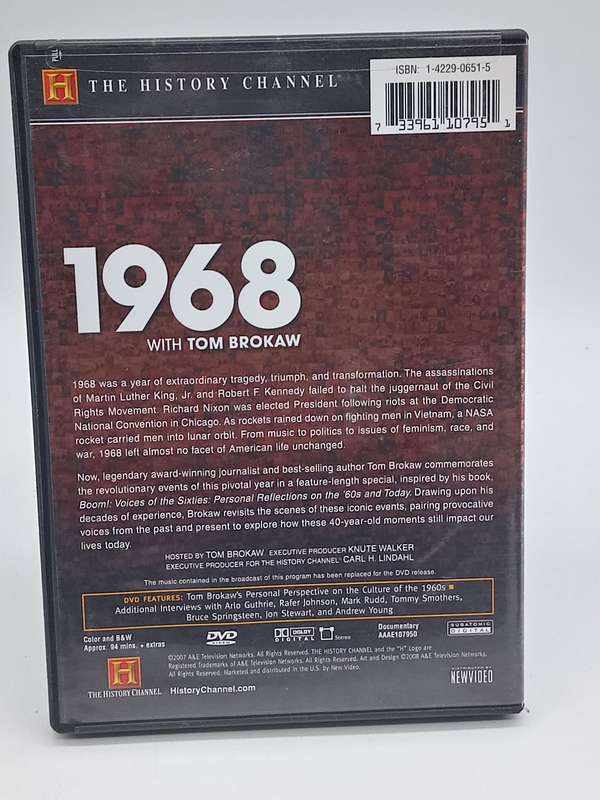 PULL
H THE HISTORY CHANNEL
ISBN: 1-4229-0651-5
7 33961 10795 1
1968
WITH TOM BROKAW
1968 was a year of extraordinary tragedy, triumph, and transformation. The assassinations
of Martin Luther King, Jr. and Robert F. Kennedy failed to halt the juggernaut of the Civil
Rights Movement. Richard Nixon was elected President following riots at the Democratic
National Convention in Chicago. As rockets rained down on fighting men in Vietnam, a NASA
rocket carried men into lunar orbit. From music to politics to issues of feminism, race, and
war, 1968 left almost no facet of American life unchanged.
Now, legendary award-winning journalist and best-selling author Tom Brokaw commemorates
the revolutionary events of this pivotal year in a feature-length special, inspired by his book,
Boom!: Voices of the Sixties: Personal Reflections on the '60s and Today. Drawing upon his
decades of experience, Brokaw revisits the scenes of these iconic events, pairing provocative
voices from the past and present to explore how these 40-year-old moments still impact our
lives today.
HOSTED BY TOM BROKAW EXECUTIVE PRODUCER KNUTE WALKER
EXECUTIVE PRODUCER FOR THE HISTORY CHANNEL CARL H. LINDAHL
The music contained in the broadcast of this program has been replaced for the DVD release.
DVD FEATURES: Tom Brokaw's Personal Perspective on the Culture of the 1960s ■
Additional Interviews with Arlo Guthrie, Rafer Johnson, Mark Rudd, Tommy Smothers,
Bruce Springsteen, Jon Stewart, and Andrew Young
Color and B&W
Approx. 94 mins. + extras
DVD VIDEO
DOLBY DIGITAL
Stereo
Documentary
AAAE107950
SUBATOMIC
DIGITAL
©2007 A&E Television Networks. All Rights Reserved. THE HISTORY CHANNEL and the "H" Logo are
Registered Trademarks of A&E Television Networks. All Rights Reserved. Art and Design ©2008 A&E Television Networks.
All Rights Reserved. Marketed and distributed in the U.S. by New Video.
H
THE HISTORY CHANNEL
HistoryChannel.com
DISTRIBUTED BY
NEWVIDEO